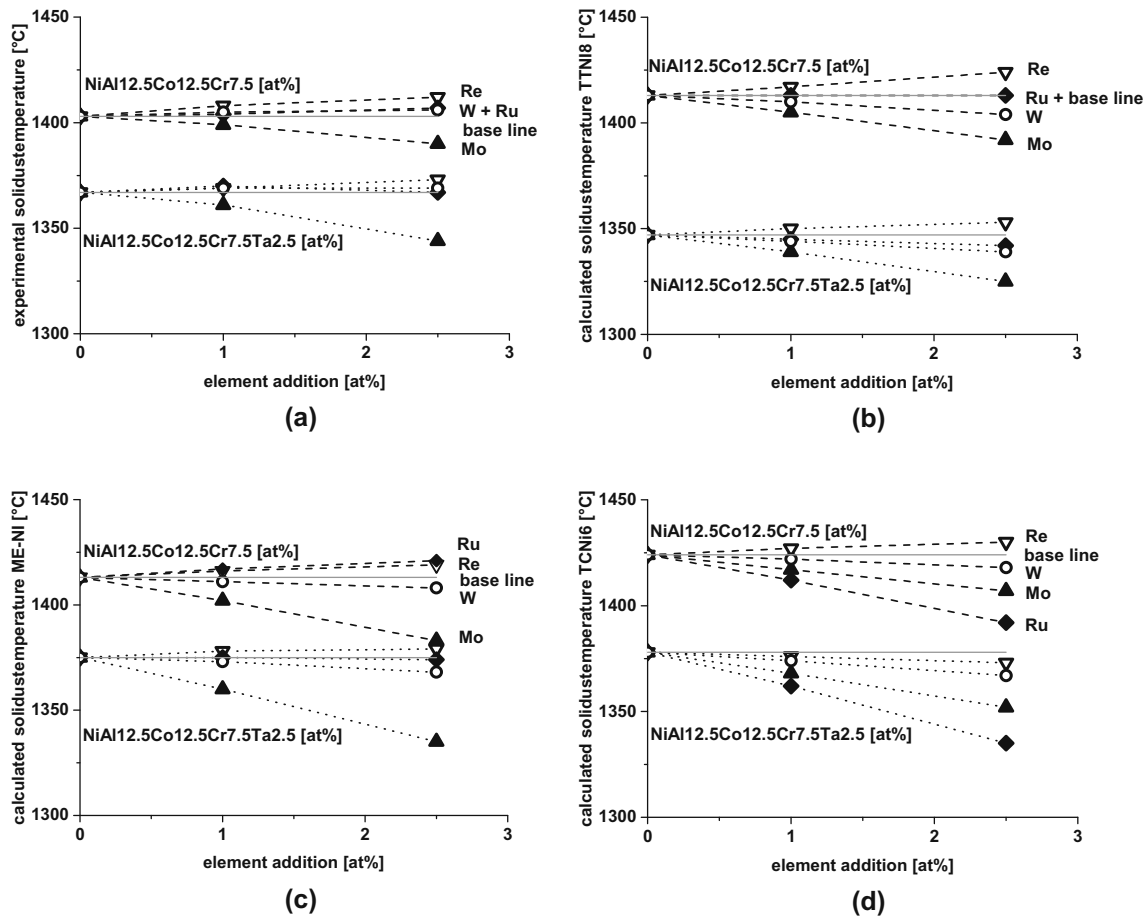 experimental solidustemperature [°C]
1450
1400
1350
1300
NiAl12.5Co12.5Cr7.5 [at%]
Re
W + Ru
base line
Mo
NiAl12.5Co12.5Cr7.5Ta2.5 [at%]
0
1
2
3
element addition [at%]
(a)
calculated solidustemperature TTNI8 [°C]
1450
1400
1350
1300
NiAl12.5Co12.5Cr7.5 [at%]
Re
Ru + base line
W
Mo
NiAl12.5Co12.5Cr7.5Ta2.5 [at%]
0
1
2
3
element addition [at%]
(b)
calculated solidustemperature ME-NI [°C]
1450
1400
1350
1300
NiAl12.5Co12.5Cr7.5 [at%]
Ru
Re
base line
W
Mo
NiAl12.5Co12.5Cr7.5Ta2.5 [at%]
0
1
2
3
element addition [at%]
(c)
calculated solidustemperature TCNi6 [°C]
1450
1400
1350
1300
NiAl12.5Co12.5Cr7.5 [at%]
Re
base line
W
Mo
Ru
NiAl12.5Co12.5Cr7.5Ta2.5 [at%]
0
1
2
3
element addition [at%]
(d)